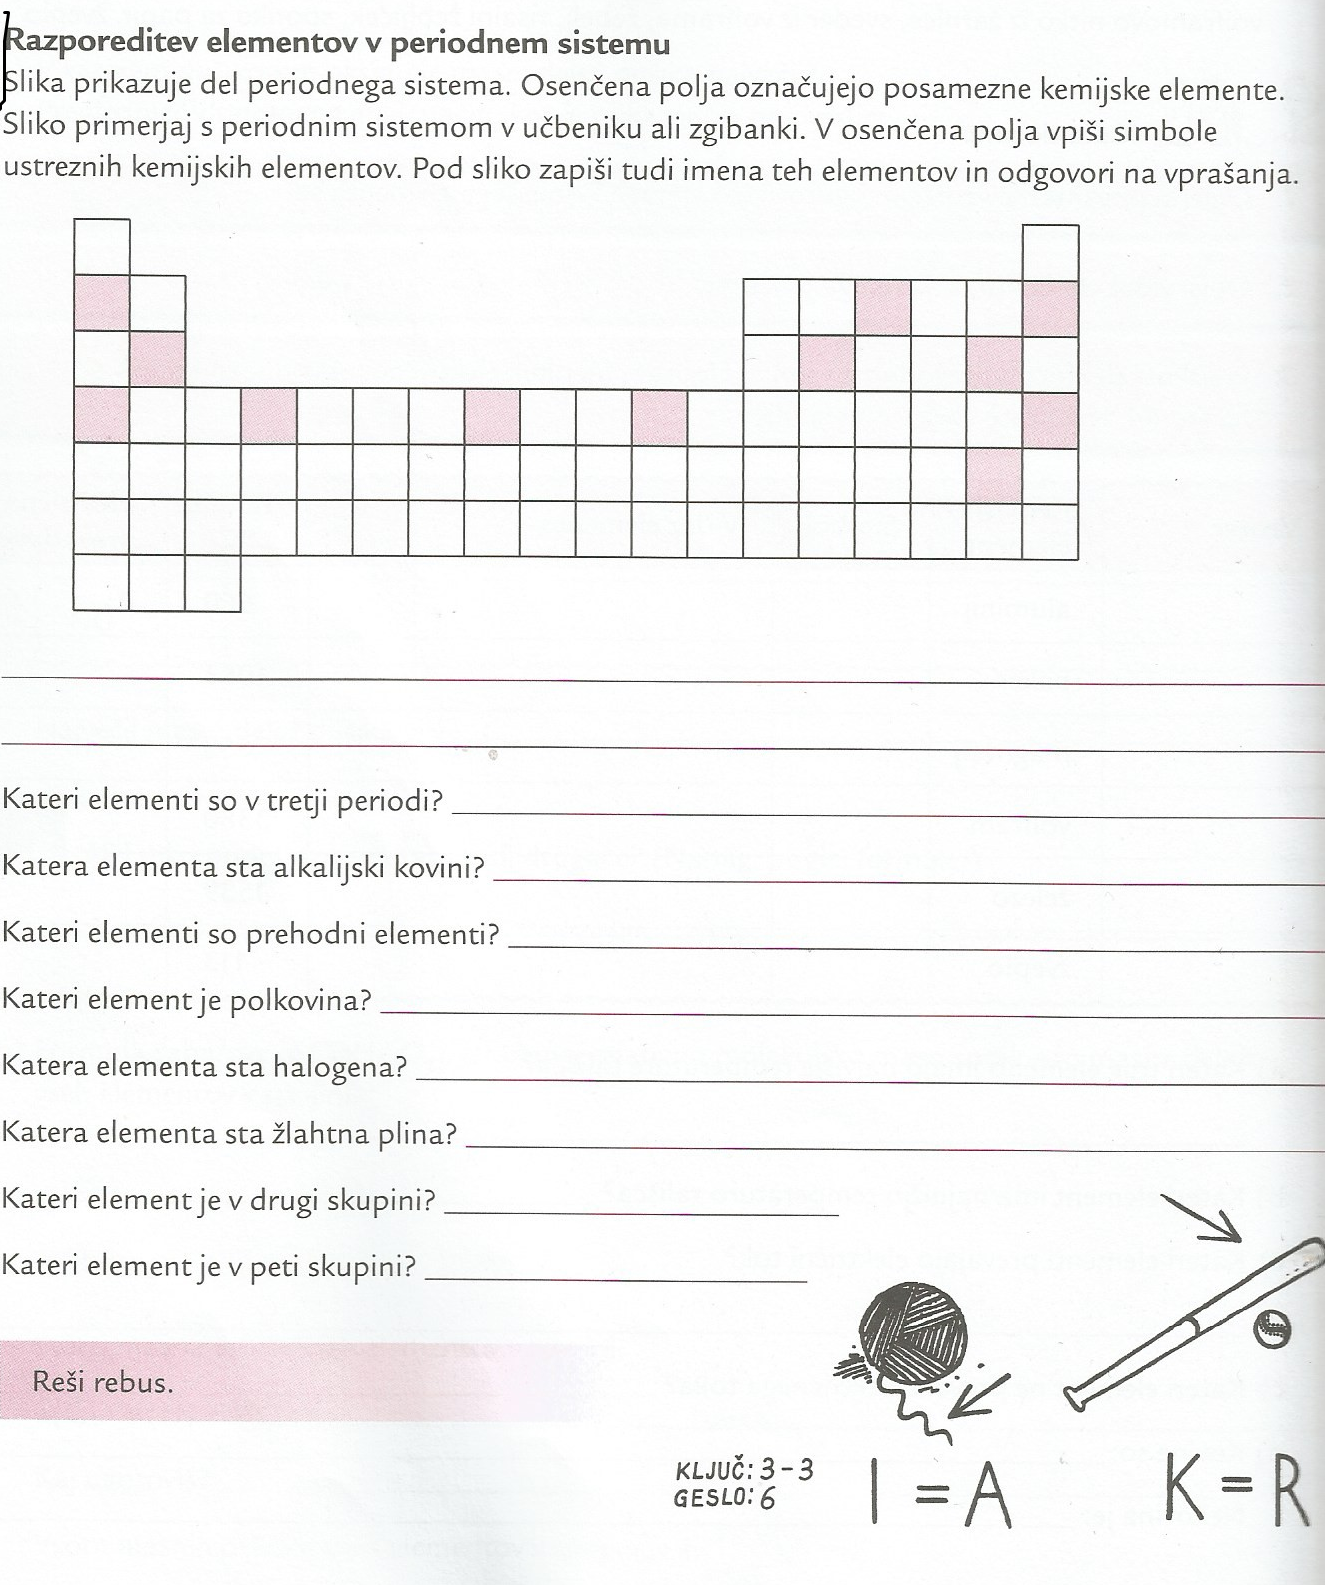 Razporeditev elementov v periodnem sistemu
Slika prikazuje del periodnega sistema. Osenčena polja označujejo posamezne kemijske elemente.
Sliko primerjaj s periodnim sistemom v učbeniku ali zgibanki. V osenčena polja vpiši simbole
ustreznih kemijskih elementov. Pod sliko zapiši tudi imena teh elementov in odgovori na vprašanja.
Kateri elementi so v tretji periodi?
Katera elementa sta alkalijski kovini?
Kateri elementi so prehodni elementi?
Kateri element je polkovina?
Katera elementa sta halogena?
Katera elementa sta žlahtna plina?
Kateri element je v drugi skupini?
Kateri element je v peti skupini?
Reši rebus.
KLJUČ: 3-3
GESLO: 6
I = A
K = R